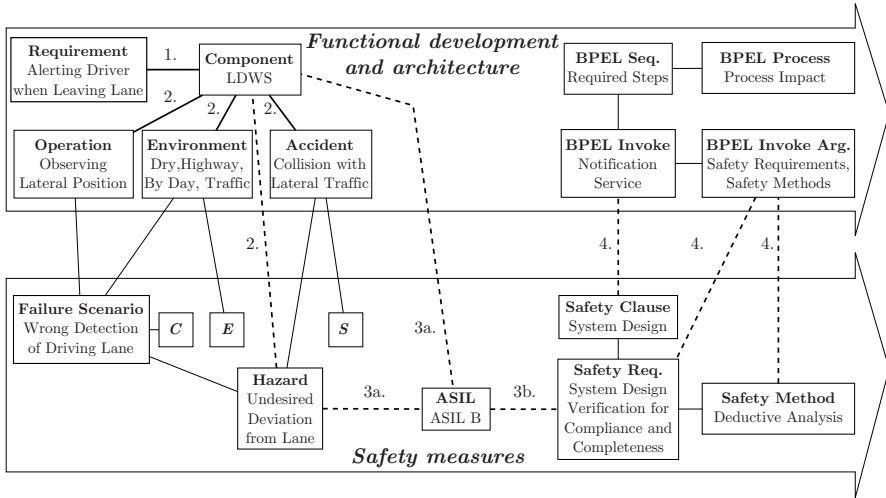 Functional development
and architecture
Requirement
Alerting Driver
when Leaving Lane
1.
Component
LDWS
BPEL Seq.
Required Steps
BPEL Process
Process Impact
2.
2.
2.
Operation
Observing
Lateral Position
Environment
Dry,Highway,
By Day, Traffic
Accident
Collision with
Lateral Traffic
BPEL Invoke
Notification
Service
BPEL Invoke Arg.
Safety Requirements,
Safety Methods
2.
4.
4.
4.
Failure Scenario
Wrong Detection
of Driving Lane
C
E
S
3a.
Safety Clause
System Design
Hazard
Undesired
Deviation
from Lane
3a.
ASIL
ASIL B
3b.
Safety Req.
System Design
Verification for
Compliance and
Completeness
Safety Method
Deductive Analysis
Safety measures